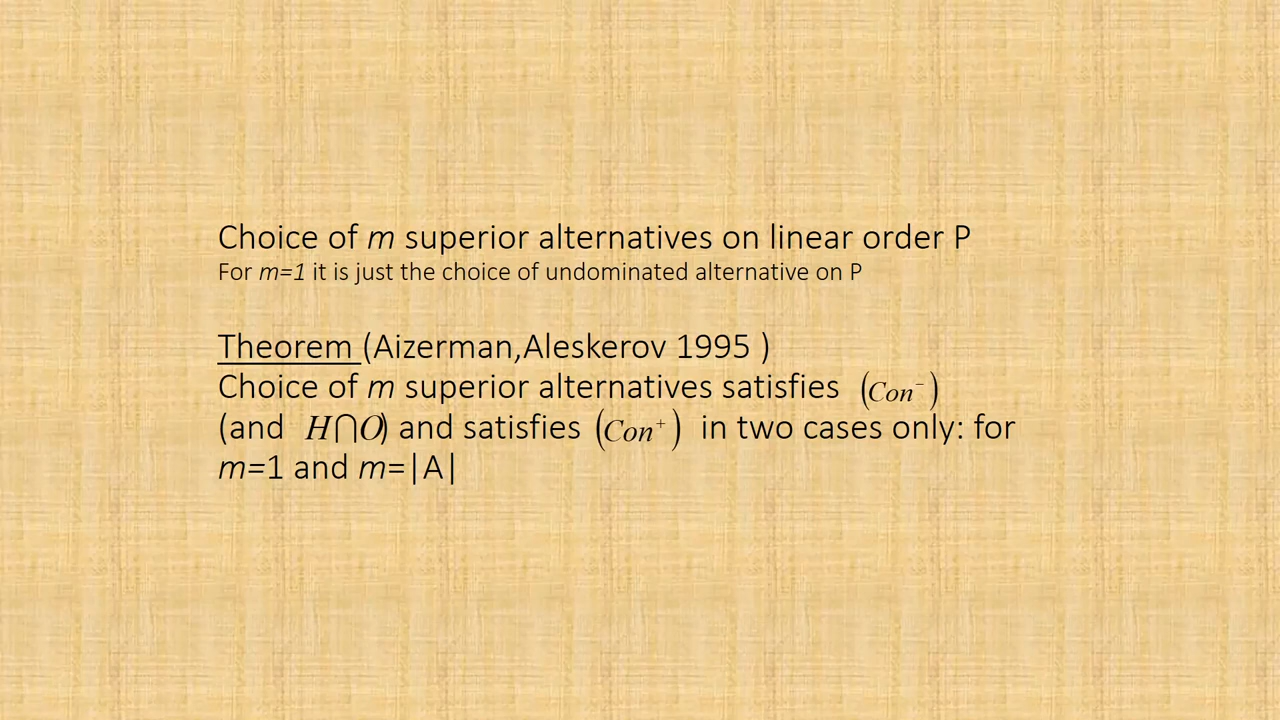 Choice of m superior alternatives on linear order P
For m=1 it is just the choice of undominated alternative on P
Theorem (Aizerman,Aleskerov 1995 )
Choice of m superior alternatives satisfies (Con⁻)
(and H⋂O) and satisfies (Con⁺) in two cases only: for
m=1 and m=|A|